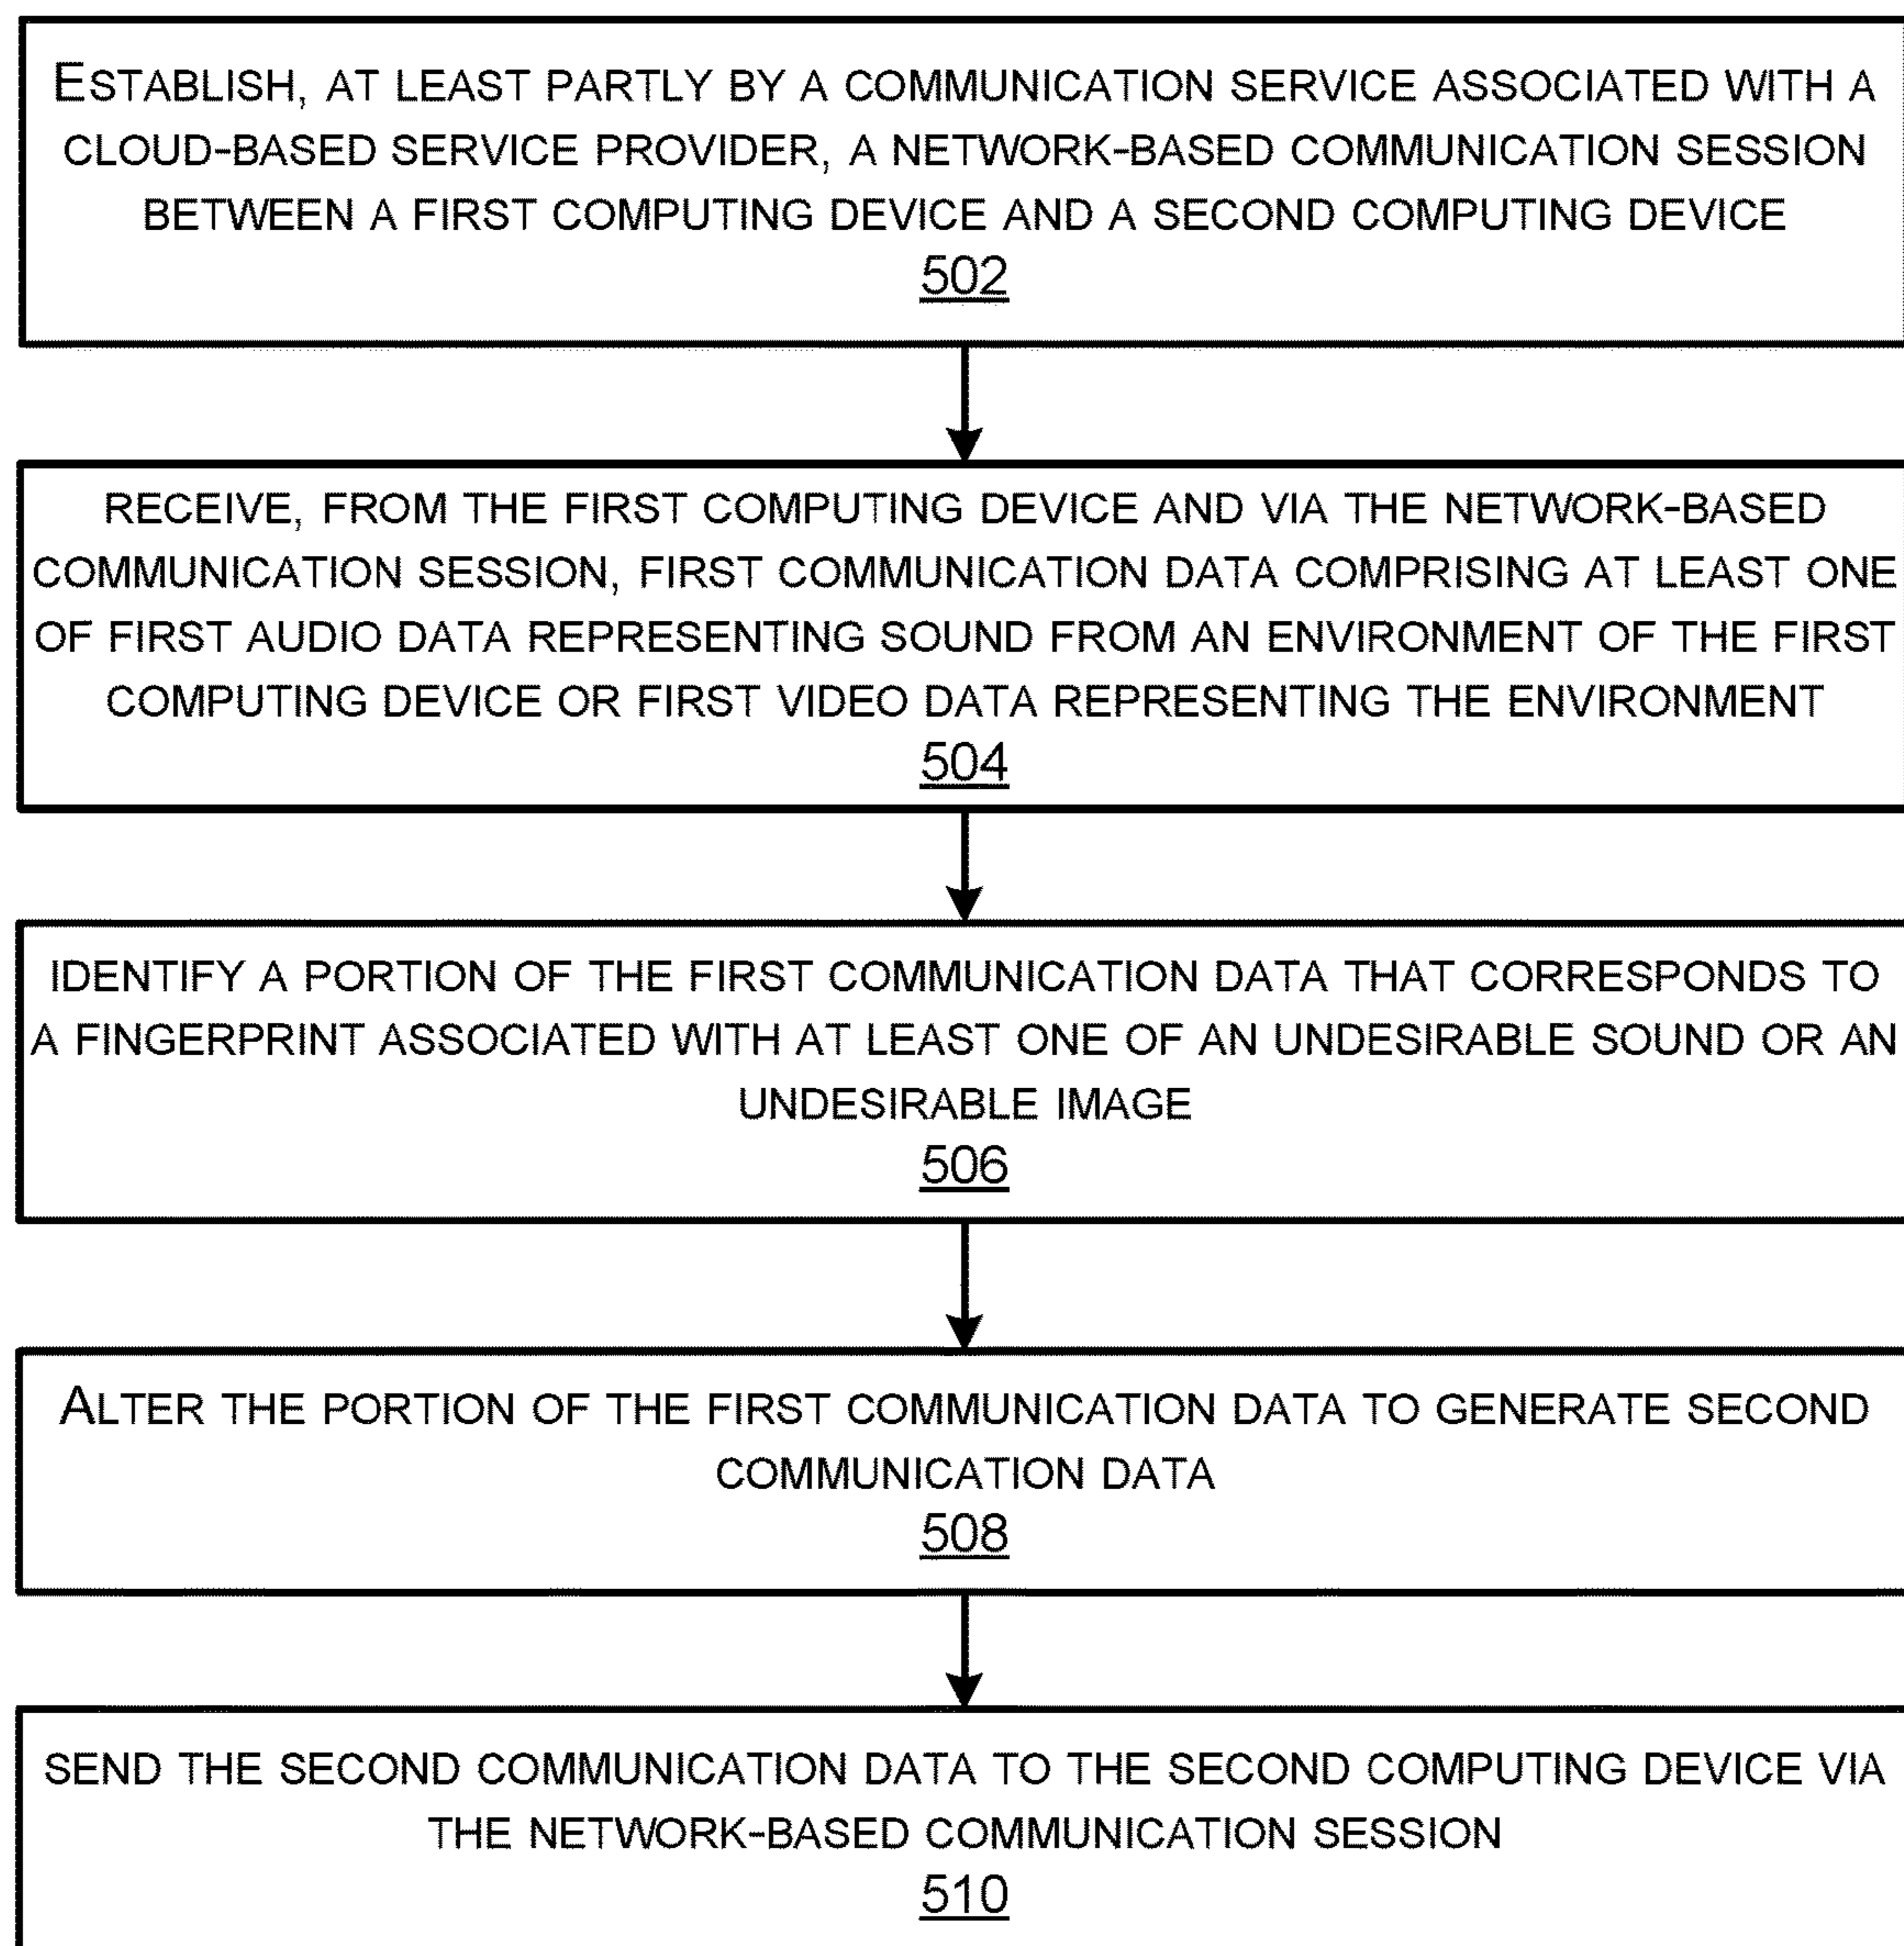 ESTABLISH, AT LEAST PARTLY BY A COMMUNICATION SERVICE ASSOCIATED WITH A
CLOUD-BASED SERVICE PROVIDER, A NETWORK-BASED COMMUNICATION SESSION
BETWEEN A FIRST COMPUTING DEVICE AND A SECOND COMPUTING DEVICE
502
RECEIVE, FROM THE FIRST COMPUTING DEVICE AND VIA THE NETWORK-BASED
COMMUNICATION SESSION, FIRST COMMUNICATION DATA COMPRISING AT LEAST ONE
OF FIRST AUDIO DATA REPRESENTING SOUND FROM AN ENVIRONMENT OF THE FIRST
COMPUTING DEVICE OR FIRST VIDEO DATA REPRESENTING THE ENVIRONMENT
504
IDENTIFY A PORTION OF THE FIRST COMMUNICATION DATA THAT CORRESPONDS TO
A FINGERPRINT ASSOCIATED WITH AT LEAST ONE OF AN UNDESIRABLE SOUND OR AN
UNDESIRABLE IMAGE
506
ALTER THE PORTION OF THE FIRST COMMUNICATION DATA TO GENERATE SECOND
COMMUNICATION DATA
508
SEND THE SECOND COMMUNICATION DATA TO THE SECOND COMPUTING DEVICE VIA
THE NETWORK-BASED COMMUNICATION SESSION
510